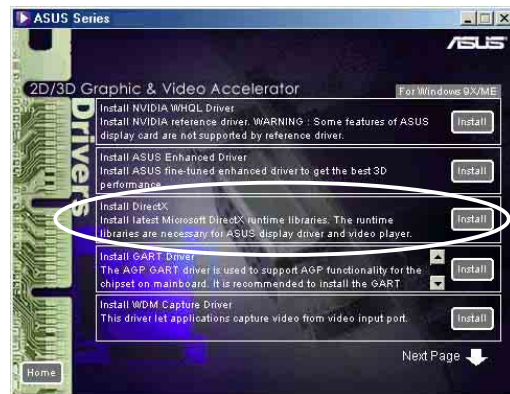 ASUS Series
ASUS
2D/3D Graphic & Video Accelerator
For Windows 9X/ME
Drivers
Install NVIDIA WHQL Driver
Install NVIDIA reference driver. WARNING : Some features of ASUS
display card are not supported by reference driver.
Install
Install ASUS Enhanced Driver
Install ASUS fine-tuned enhanced driver to get the best 3D
performance
Install
Install DirectX
Install latest Microsoft DirectX runtime libraries. The runtime
libraries are necessary for ASUS display driver and video player.
Install
Install GART Driver
The AGP GART driver is used to support AGP functionality for the
chipset on mainboard. It is recommended to install the GART
Install
Install WDM Capture Driver
This driver let applications capture video from video input port.
Install
Next Page
Home